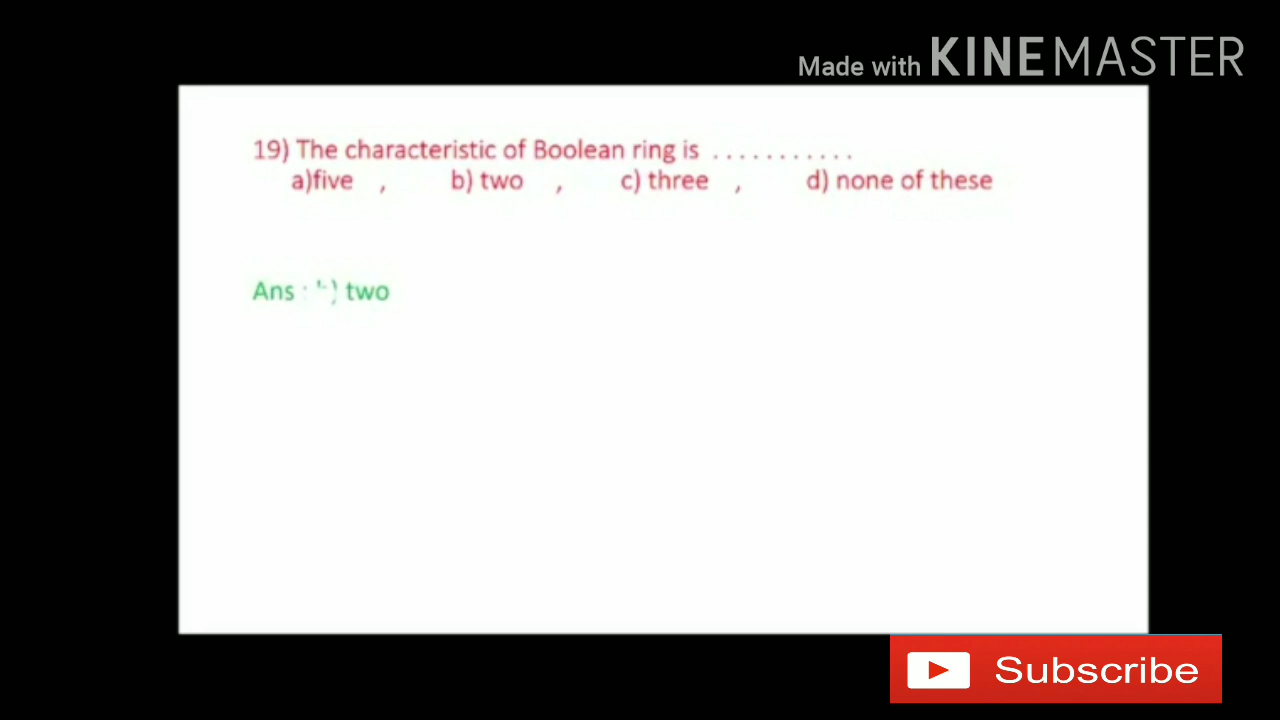 Made with KINEMASTER
19) The characteristic of Boolean ring is ...........
a)five , b) two , c) three , d) none of these
Ans : b) two
Subscribe